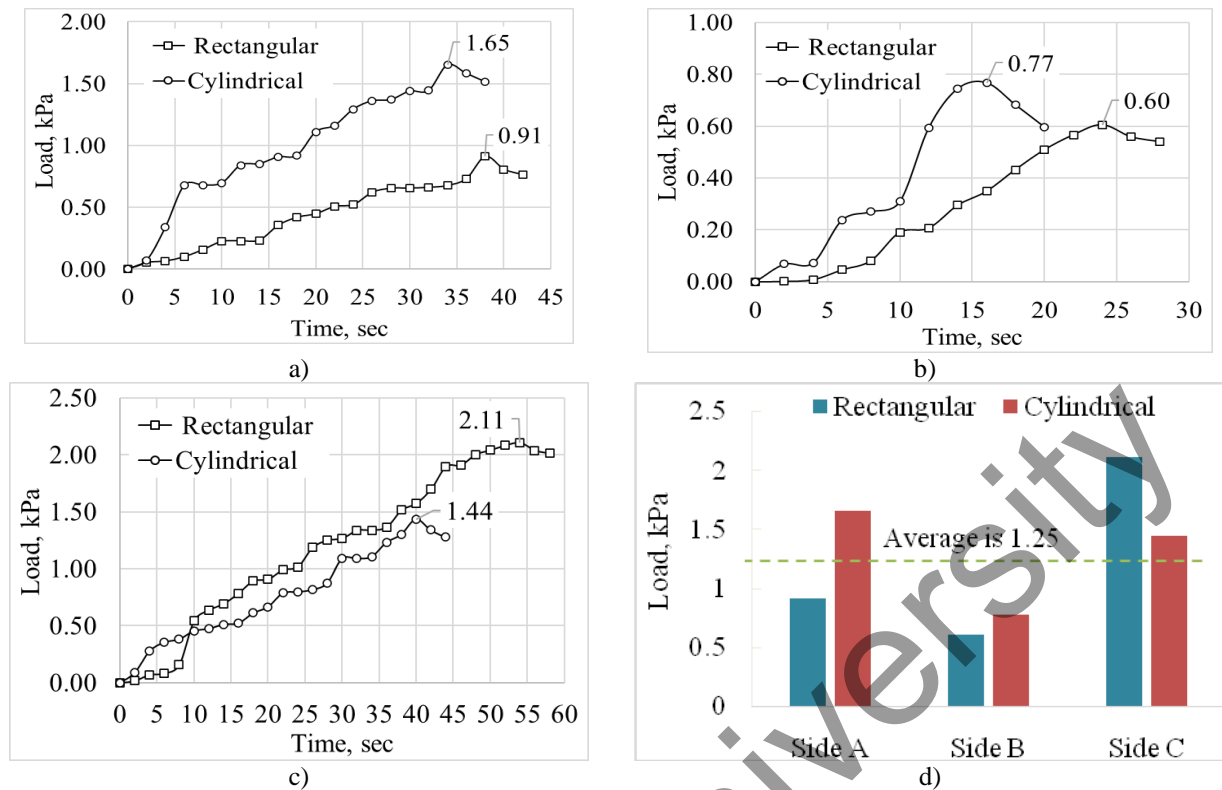 2.00
1.50
1.00
0.50
0.00
Load, kPa
Rectangular
Cylindrical
1.65
0.91
0 5 10 15 20 25 30 35 40 45
Time, sec
a)
1.00
0.80
0.60
0.40
0.20
0.00
Load, kPa
Rectangular
Cylindrical
0.77
0.60
0 5 10 15 20 25 30
Time, sec
b)
2.50
2.00
1.50
1.00
0.50
0.00
Load, kPa
Rectangular
Cylindrical
2.11
1.44
0 5 10 15 20 25 30 35 40 45 50 55 60
Time, sec
c)
2.5
2
1.5
1
0.5
0
Load, kPa
Rectangular Cylindrical
Average is 1.25
Side A Side B Side C
d)
iversity